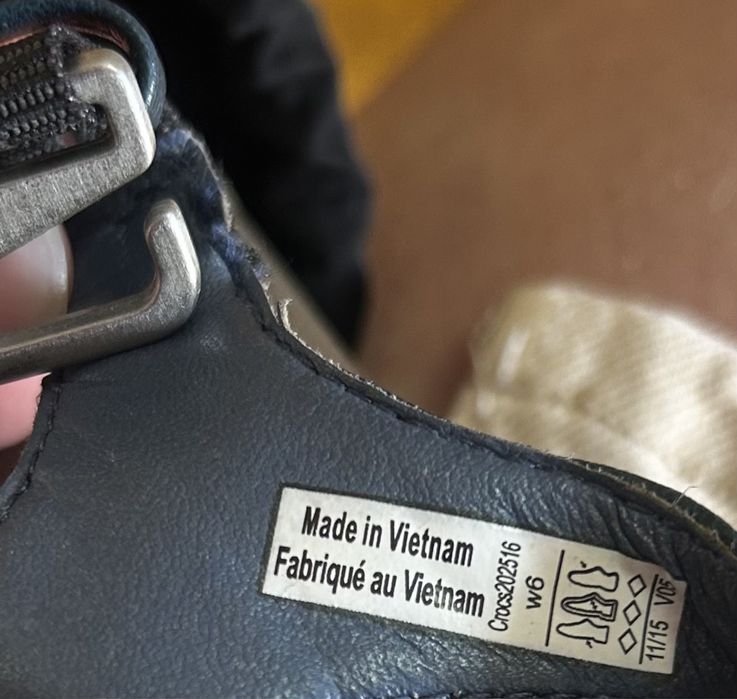 Made in Vietnam
Fabriqué au Vietnam
Crocs202516
W6
11/15 V05